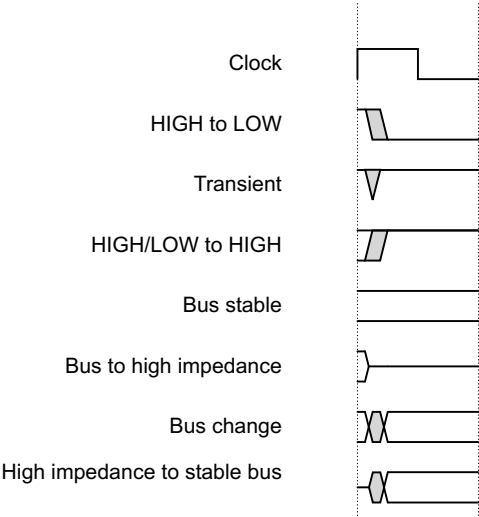 Clock
HIGH to LOW
Transient
HIGH/LOW to HIGH
Bus stable
Bus to high impedance
Bus change
High impedance to stable bus